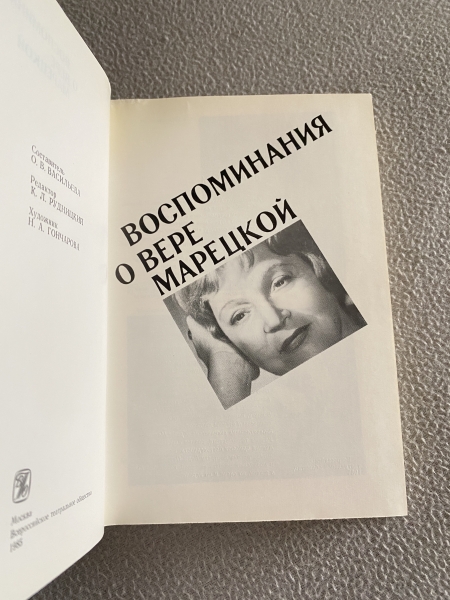 Составитель
О. В. ВАСИЛЬЕВА
Редактор
К. Л. РУДНИЦКИЙ
Художник
Н. А. ГОНЧАРОВА
Москва
Всероссийское театральное общество
1985
ВОСПОМИНАНИЯ
О ВЕРЕ
МАРЕЦКОЙ